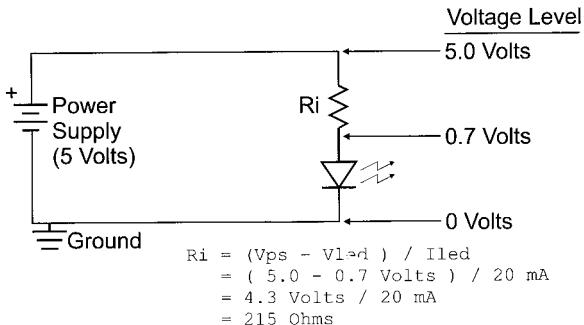 Voltage Level
5.0 Volts
+
Power
Supply
(5 Volts)
Ri
0.7 Volts
0 Volts
Ground
Ri = (Vps - Vled ) / Iled
= ( 5.0 - 0.7 Volts ) / 20 mA
= 4.3 Volts / 20 mA
= 215 Ohms